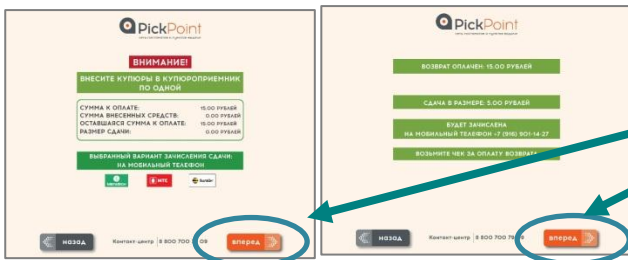 PickPoint
ВНИМАНИЕ!
ВНЕСИТЕ КУПЮРЫ В КУПЮРОПРИЕМНИК
ПО ОДНОЙ
СУММА К ОПЛАТЕ: 15.00 РУБЛЕЙ
СУММА ВНЕСЕННЫХ СРЕДСТВ: 0.00 РУБЛЕЙ
ОСТАВШАЯСЯ СУММА К ОПЛАТЕ: 15.00 РУБЛЕЙ
РАЗМЕР СДАЧИ: 0.00 РУБЛЕЙ
ВЫБРАННЫЙ ВАРИАНТ ЗАЧИСЛЕНИЯ СДАЧИ:
НА МОБИЛЬНЫЙ ТЕЛЕФОН
МТС
назад
Контакт-центр 8 800 700 09
вперед
PickPoint
ВОЗВРАТ ОПЛАЧЕН: 15.00 РУБЛЕЙ
СДАЧА В РАЗМЕРЕ: 5.00 РУБЛЕЙ
БУДЕТ ЗАЧИСЛЕНА
НА МОБИЛЬНЫЙ ТЕЛЕФОН +7 (916) 901-14-27
ВОЗЬМИТЕ ЧЕК ЗА ОПЛАТУ ВОЗВРАТА
назад
Контакт-центр 8 800 700
вперед